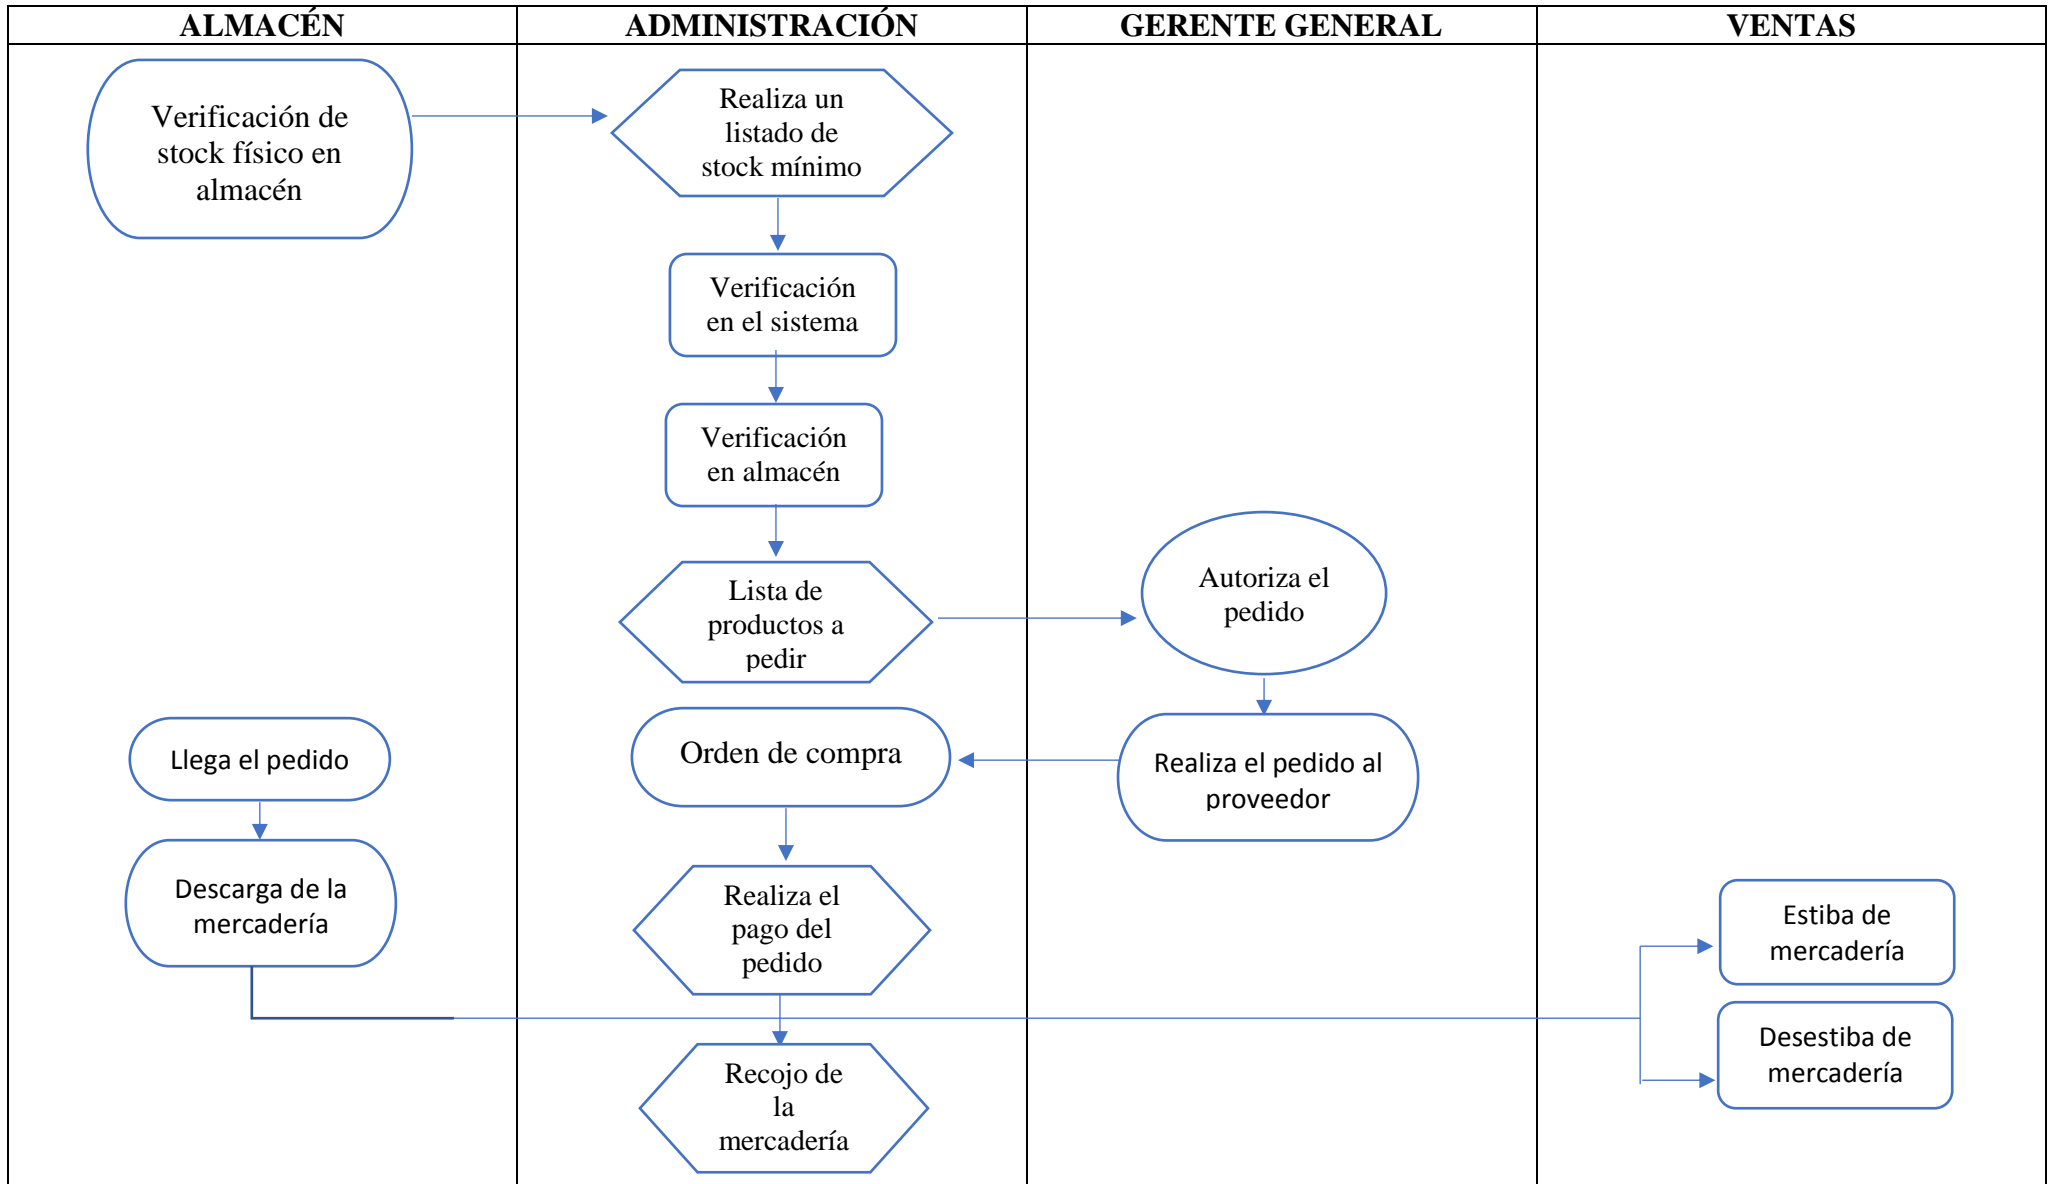 ALMACÉN
ADMINISTRACIÓN
GERENTE GENERAL
VENTAS
Verificación de
stock físico en
almacén
Realiza un
listado de
stock mínimo
Verificación
en el sistema
Verificación
en almacén
Lista de
productos a
pedir
Autoriza el
pedido
Llega el pedido
Orden de compra
Realiza el pedido al
proveedor
Descarga de la
mercadería
Realiza el
pago del
pedido
Estiba de
mercadería
Desestiba de
mercadería
Recojo de
la
mercadería